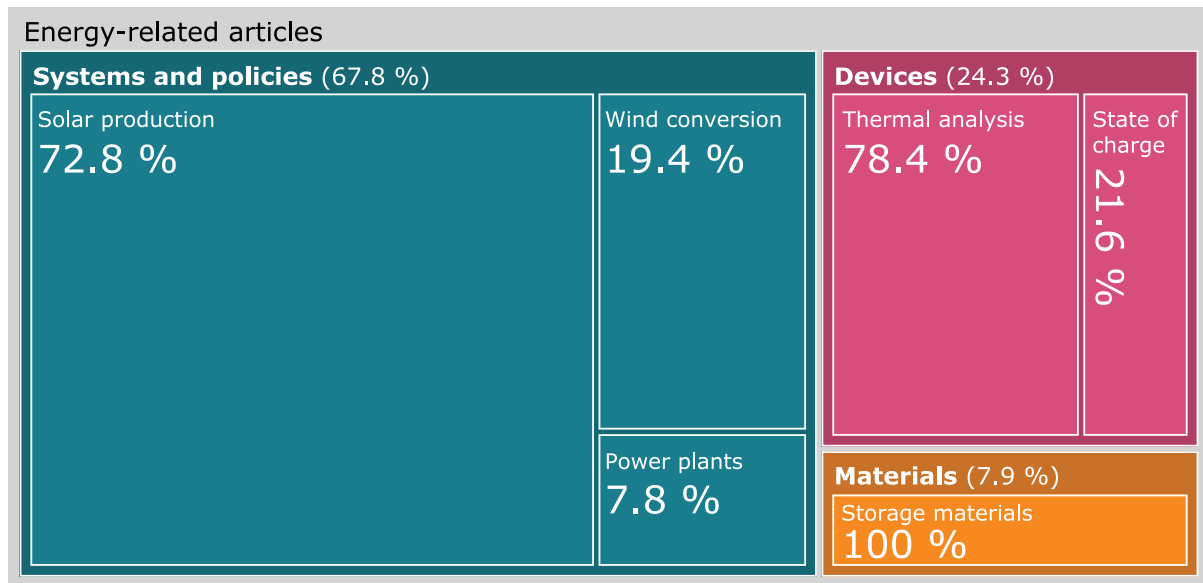 Energy-related articles
Systems and policies (67.8 %)
Solar production
72.8 %
Wind conversion
19.4 %
Power plants
7.8 %
Devices (24.3 %)
Thermal analysis
78.4 %
State of
charge
21.6 %
Materials (7.9 %)
Storage materials
100 %